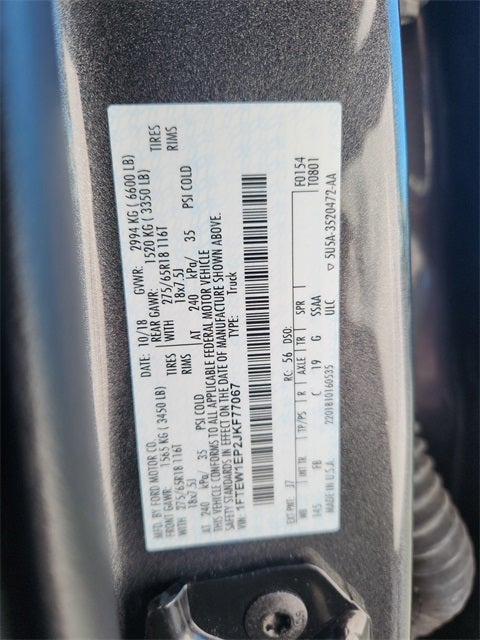 MFD. BY FORD MOTOR CO.
DATE: 10/18 GVWR: 2994 KG ( 6600 LB)
FRONT GAWR: 1565 KG ( 3450 LB) REAR GAWR: 1520 KG ( 3350 LB)
WITH 275/65R18 116T TIRES WITH 275/65R18 116T TIRES
18x7.5J RIMS 18x7.5J RIMS
AT 240 kPa/ 35 PSI COLD AT 240 kPa/ 35 PSI COLD
THIS VEHICLE CONFORMS TO ALL APPLICABLE FEDERAL MOTOR VEHICLE
SAFETY STANDARDS IN EFFECT ON THE DATE OF MANUFACTURE SHOWN ABOVE.
VIN: 1FTEW1EP2JKF77067 TYPE: Truck
F0154
T0801
EXT PNT: J7 RC: 56 DSO:
WB INT TR TP/PS R AXLE TR SPR
145 FB C 19 G SSAA
MADE IN U.S.A. 2201810160535 ULC
▽ 5U5A-3520472-AA